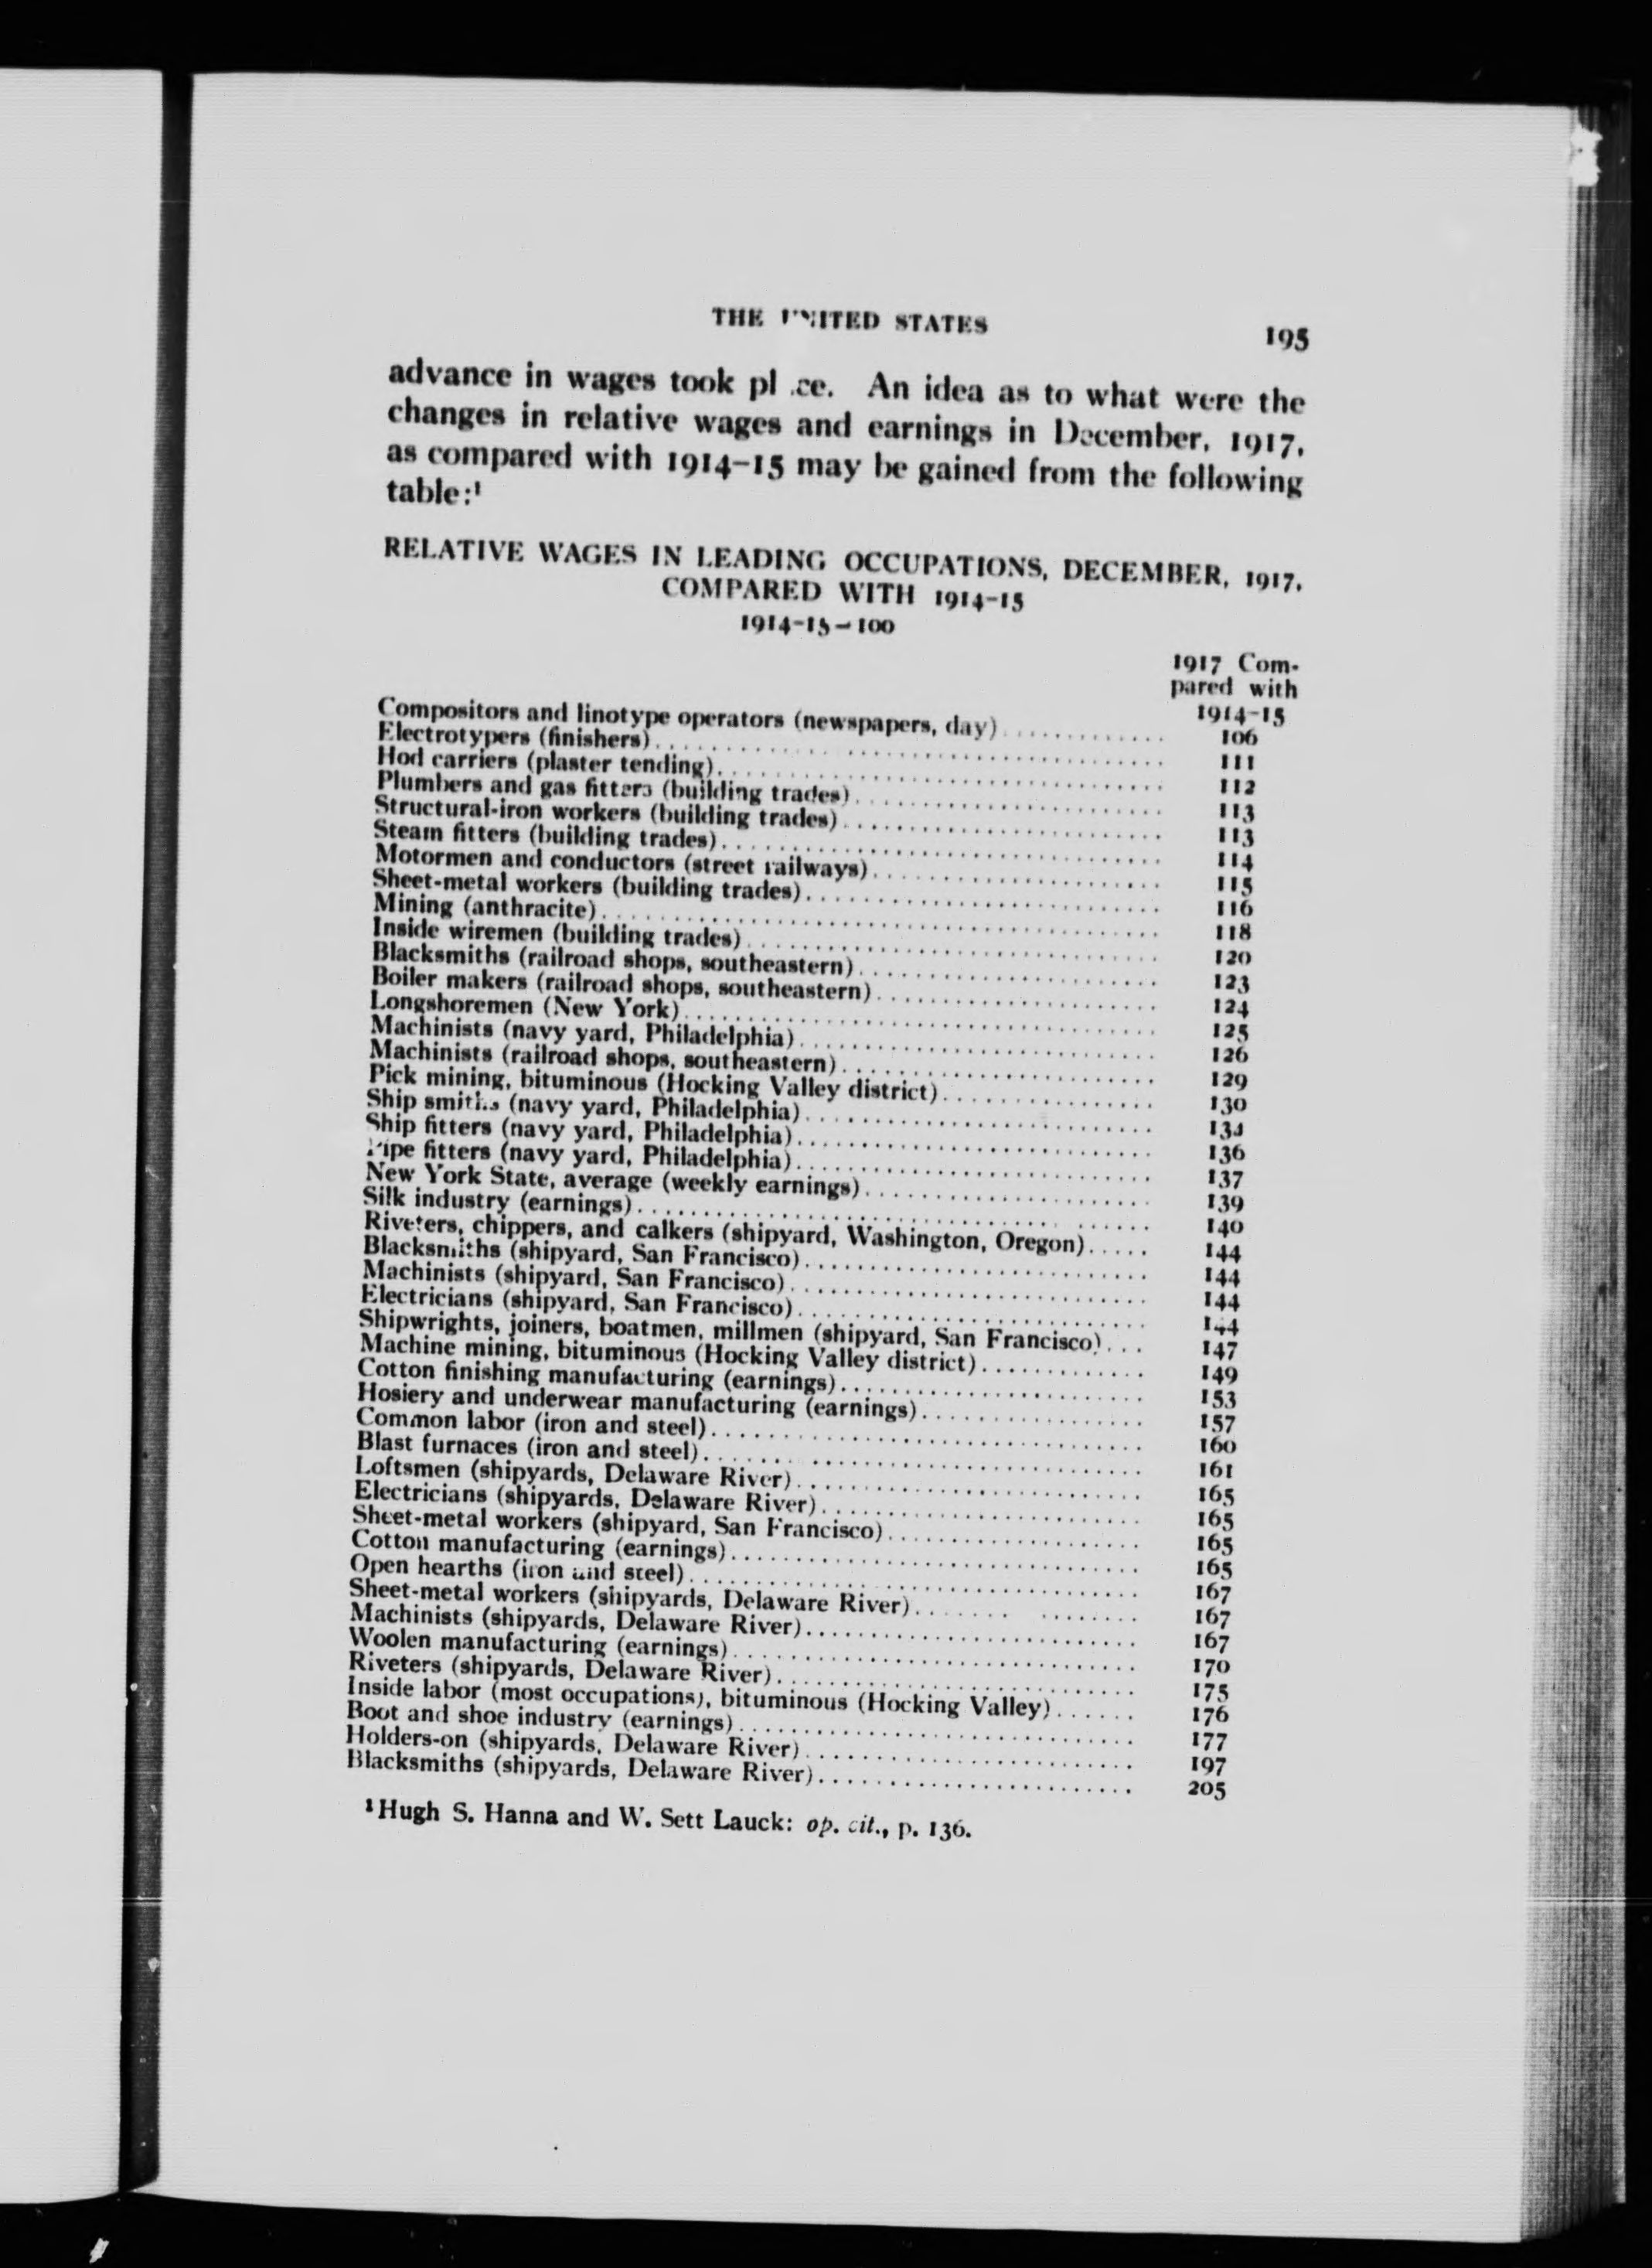 THE UNITED STATES 195
advance in wages took pl ce. An idea as to what were the
changes in relative wages and earnings in December, 1917,
as compared with 1914–15 may be gained from the following
table:¹
RELATIVE WAGES IN LEADING OCCUPATIONS, DECEMBER, 1917,
COMPARED WITH 1914–15
1914–15—100
1917 Com-
pared with
1914–15
Compositors and linotype operators (newspapers, day) 106
Electrotypers (finishers) 111
Hod carriers (plaster tending) 112
Plumbers and gas fitters (building trades) 113
Structural-iron workers (building trades) 113
Steam fitters (building trades) 114
Motormen and conductors (street railways) 115
Sheet-metal workers (building trades) 116
Mining (anthracite) 118
Inside wiremen (building trades) 120
Blacksmiths (railroad shops, southeastern) 123
Boiler makers (railroad shops, southeastern) 124
Longshoremen (New York) 125
Machinists (navy yard, Philadelphia) 126
Machinists (railroad shops, southeastern) 129
Pick mining, bituminous (Hocking Valley district) 130
Ship smiths (navy yard, Philadelphia)
Ship fitters (navy yard, Philadelphia) 136
Pipe fitters (navy yard, Philadelphia) 137
New York State, average (weekly earnings) 139
Silk industry (earnings) 140
Riveters, chippers, and calkers (shipyard, Washington, Oregon) 144
Blacksmiths (shipyard, San Francisco) 144
Machinists (shipyard, San Francisco) 144
Electricians (shipyard, San Francisco) 144
Shipwrights, joiners, boatmen, millmen (shipyard, San Francisco) 147
Machine mining, bituminous (Hocking Valley district) 149
Cotton finishing manufacturing (earnings) 153
Hosiery and underwear manufacturing (earnings) 157
Common labor (iron and steel) 160
Blast furnaces (iron and steel) 161
Loftsmen (shipyards, Delaware River) 165
Electricians (shipyards, Delaware River) 165
Sheet-metal workers (shipyard, San Francisco) 165
Cotton manufacturing (earnings) 165
Open hearths (iron and steel) 167
Sheet-metal workers (shipyards, Delaware River) 167
Machinists (shipyards, Delaware River) 167
Woolen manufacturing (earnings) 170
Riveters (shipyards, Delaware River) 175
Inside labor (most occupations), bituminous (Hocking Valley) 176
Boot and shoe industry (earnings) 177
Holders-on (shipyards, Delaware River) 197
Blacksmiths (shipyards, Delaware River) 205
¹Hugh S. Hanna and W. Sett Lauck: op. cit., p. 136.